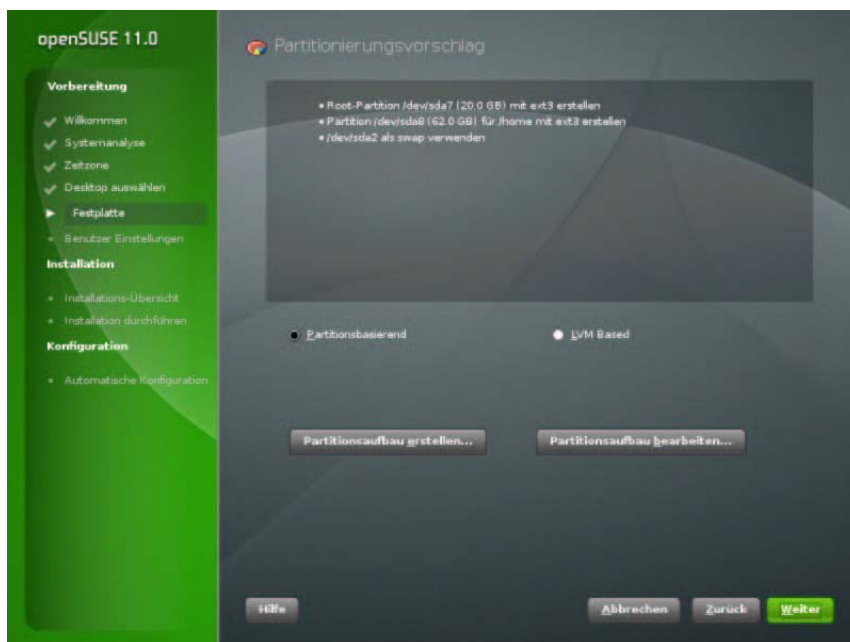 openSUSE 11.0
Vorbereitung
Willkommen
Systemanalyse
Zeitzone
Desktop auswählen
Festplatte
Benutzer Einstellungen
Installation
Installations-Übersicht
Installation durchführen
Konfiguration
Automatische Konfiguration
Partitionierungsvorschlag
• Root-Partition /dev/sda7 (20.0 GB) mit ext3 erstellen
• Partition /dev/sda8 (62.0 GB) für /home mit ext3 erstellen
• /dev/sda2 als swap verwenden
Partitionsbasierend
LVM Based
Partitionsaufbau erstellen...
Partitionsaufbau bearbeiten...
Hilfe
Abbrechen
Zurück
Weiter